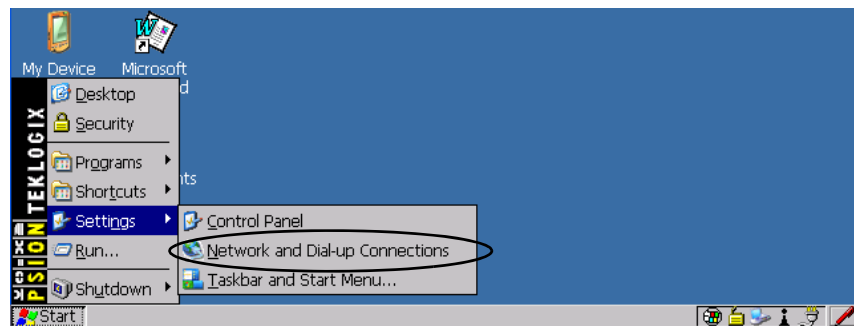 My Device
Microsoft
d
Desktop
Security
Programs
nts
Shortcuts
Settings
Control Panel
Run...
Network and Dial-up Connections
Shutdown
Taskbar and Start Menu...
PSION TEKLOGIX
Start